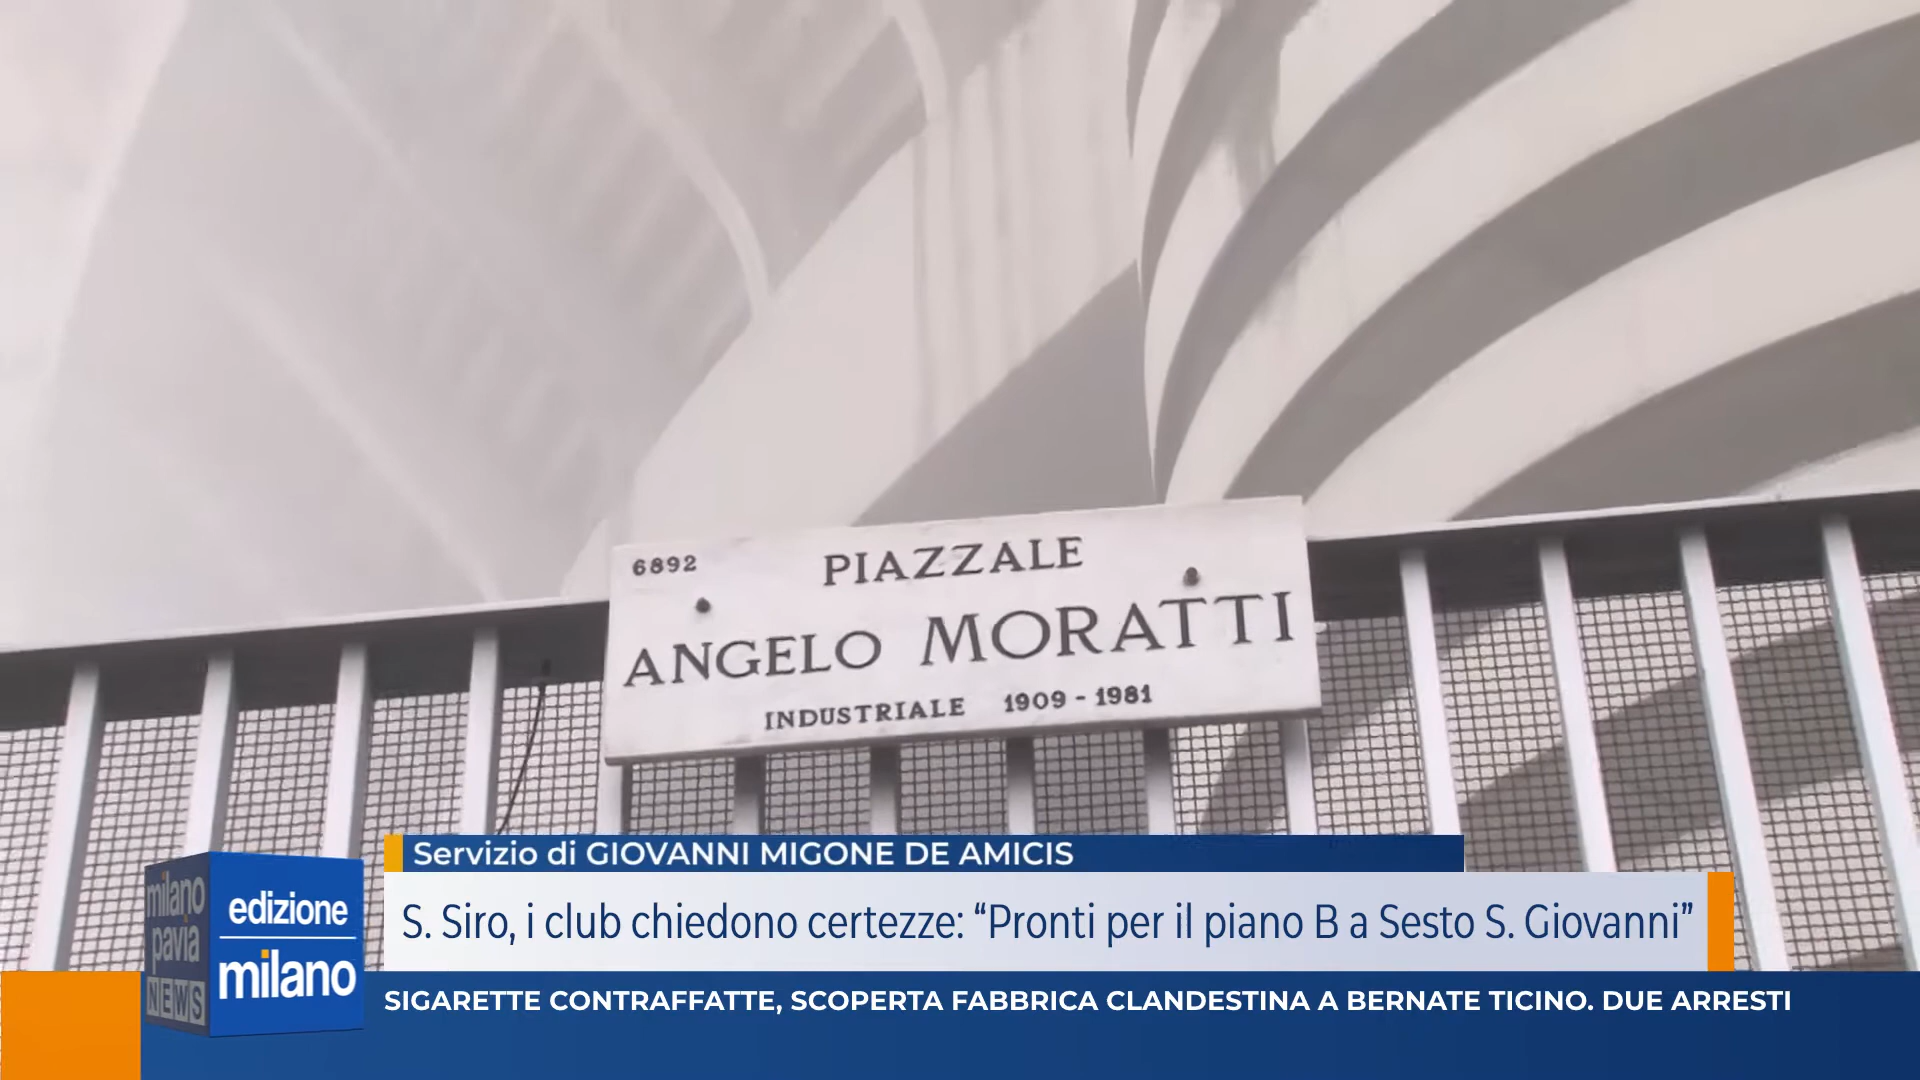 6892
PIAZZALE
ANGELO MORATTI
INDUSTRIALE 1909 - 1981
Servizio di GIOVANNI MIGONE DE AMICIS
S. Siro, i club chiedono certezze: “Pronti per il piano B a Sesto S. Giovanni”
milano
pavia
NEWS
edizione
milano
SIGARETTE CONTRAFFATTE, SCOPERTA FABBRICA CLANDESTINA A BERNATE TICINO. DUE ARRESTI